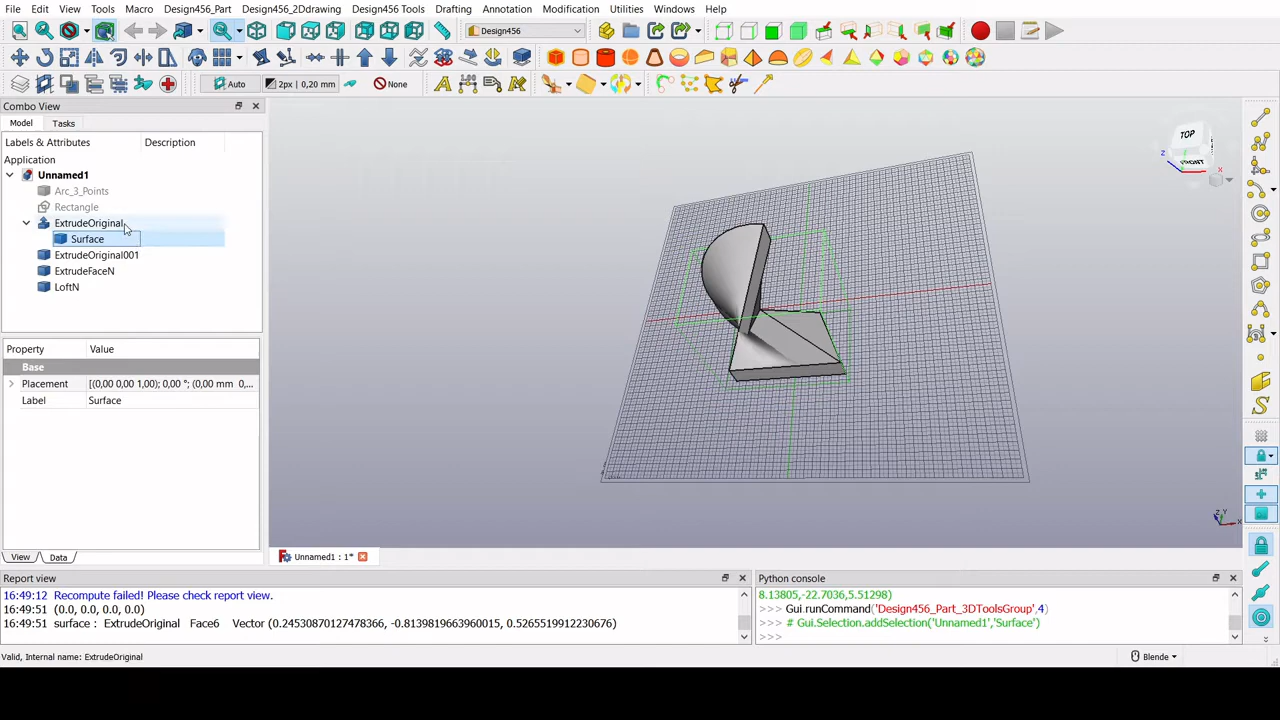 File Edit View Tools Macro Design456_Part Design456_2Ddrawing Design456 Tools Drafting Annotation Modification Utilities Windows Help
Design456
Auto 2px | 0,20 mm None
Combo View
Model Tasks
Labels & Attributes Description
Application
Unnamed1
Arc_3_Points
Rectangle
ExtrudeOriginal
Surface
ExtrudeOriginal001
ExtrudeFaceN
LoftN
Property Value
Base
Placement [(0,00 0,00 1,00); 0,00 °; (0,00 mm 0,...
Label Surface
View Data
TOP
FRONT
Z
X
Z Y
X
Unnamed1 : 1*
Report view
16:49:12 Recompute failed! Please check report view.
16:49:51 (0.0, 0.0, 0.0, 0.0)
16:49:51 surface : ExtrudeOriginal Face6 Vector (0.24530870127478366, -0.8139819663960015, 0.5265519912230676)
Python console
8.13805,-22.7036,5.51298)
>>> Gui.runCommand('Design456_Part_3DToolsGroup',4)
>>> # Gui.Selection.addSelection('Unnamed1','Surface')
>>>
Valid, Internal name: ExtrudeOriginal
Blende